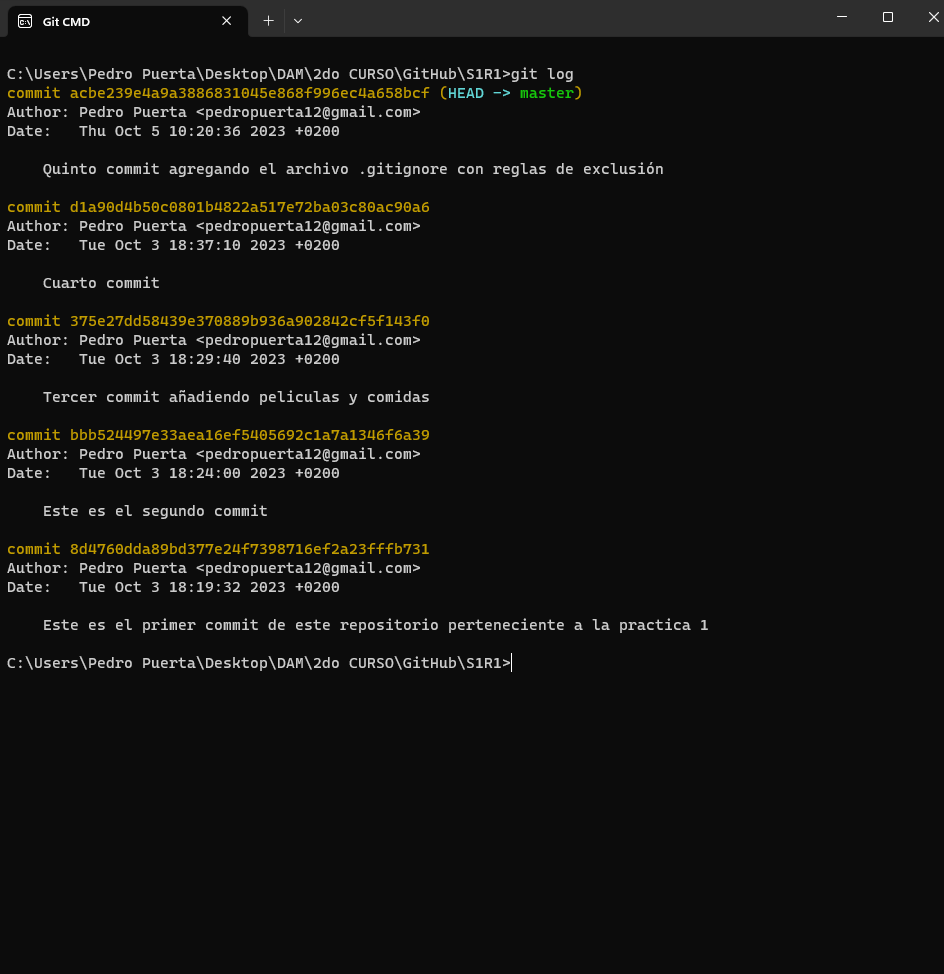 Git CMD
C:\Users\Pedro Puerta\Desktop\DAM\2do CURSO\GitHub\S1R1>git log
commit acbe239e4a9a3886831045e868f996ec4a658bcf (HEAD -> master)
Author: Pedro Puerta <pedropuerta12@gmail.com>
Date:   Thu Oct 5 10:20:36 2023 +0200
    Quinto commit agregando el archivo .gitignore con reglas de exclusión
commit d1a90d4b50c0801b4822a517e72ba03c80ac90a6
Author: Pedro Puerta <pedropuerta12@gmail.com>
Date:   Tue Oct 3 18:37:10 2023 +0200
    Cuarto commit
commit 375e27dd58439e370889b936a902842cf5f143f0
Author: Pedro Puerta <pedropuerta12@gmail.com>
Date:   Tue Oct 3 18:29:40 2023 +0200
    Tercer commit añadiendo peliculas y comidas
commit bbb524497e33aea16ef5405692c1a7a1346f6a39
Author: Pedro Puerta <pedropuerta12@gmail.com>
Date:   Tue Oct 3 18:24:00 2023 +0200
    Este es el segundo commit
commit 8d4760dda89bd377e24f7398716ef2a23fffb731
Author: Pedro Puerta <pedropuerta12@gmail.com>
Date:   Tue Oct 3 18:19:32 2023 +0200
    Este es el primer commit de este repositorio perteneciente a la practica 1
C:\Users\Pedro Puerta\Desktop\DAM\2do CURSO\GitHub\S1R1>